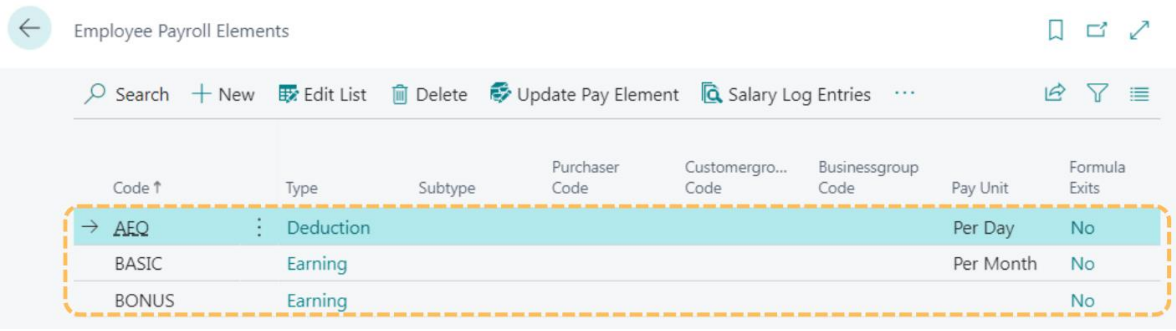 Employee Payroll Elements
Search New Edit List Delete Update Pay Element Salary Log Entries ...
Code ↑ Type Subtype Purchaser Code Customergro... Code Businessgroup Code Pay Unit Formula Exits
AEQ Deduction Per Day No
BASIC Earning Per Month No
BONUS Earning No